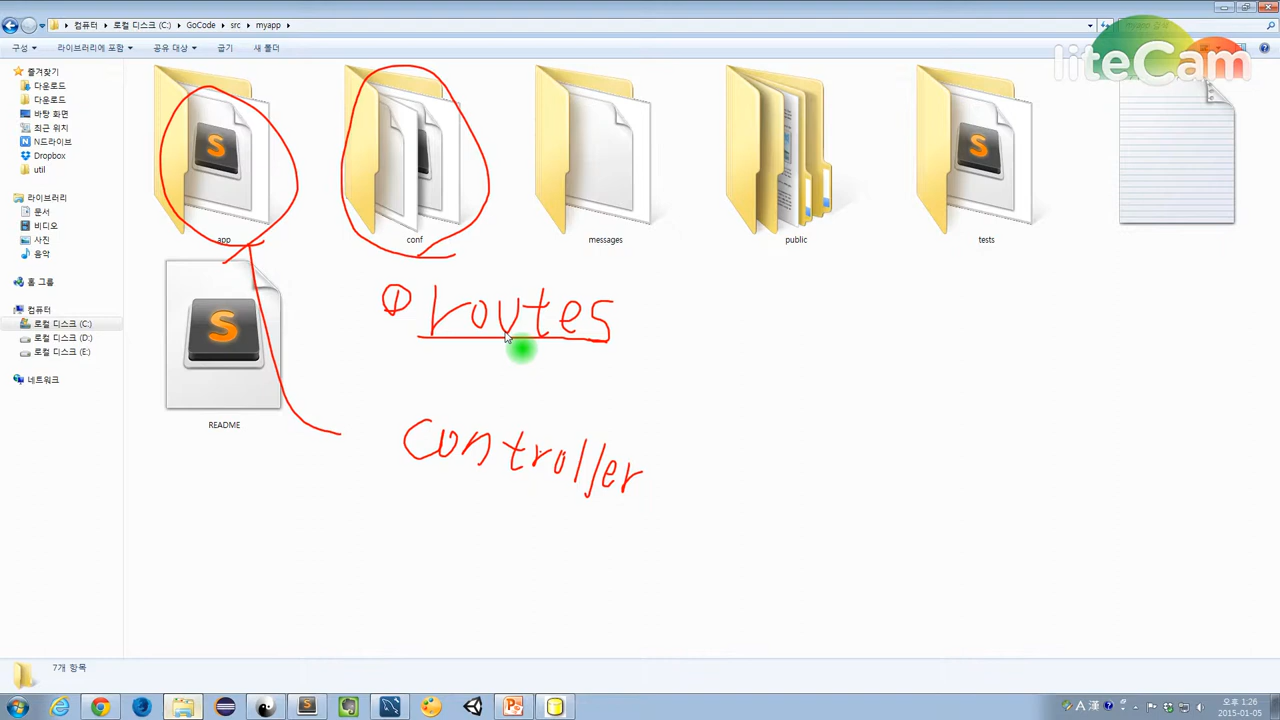 컴퓨터 ▸ 로컬 디스크 (C:) ▸ GoCode ▸ src ▸ myapp
구성 라이브러리에 포함 공유 대상 굽기 새 폴더
liteCam
즐겨찾기
다운로드
다운로드
바탕 화면
최근 위치
N드라이브
Dropbox
util
라이브러리
문서
비디오
사진
음악
홈 그룹
컴퓨터
로컬 디스크 (C:)
로컬 디스크 (D:)
로컬 디스크 (E:)
네트워크
app conf messages public tests
① routes
README
controller
7개 항목
A 漢
오후 1:26
2015-01-05